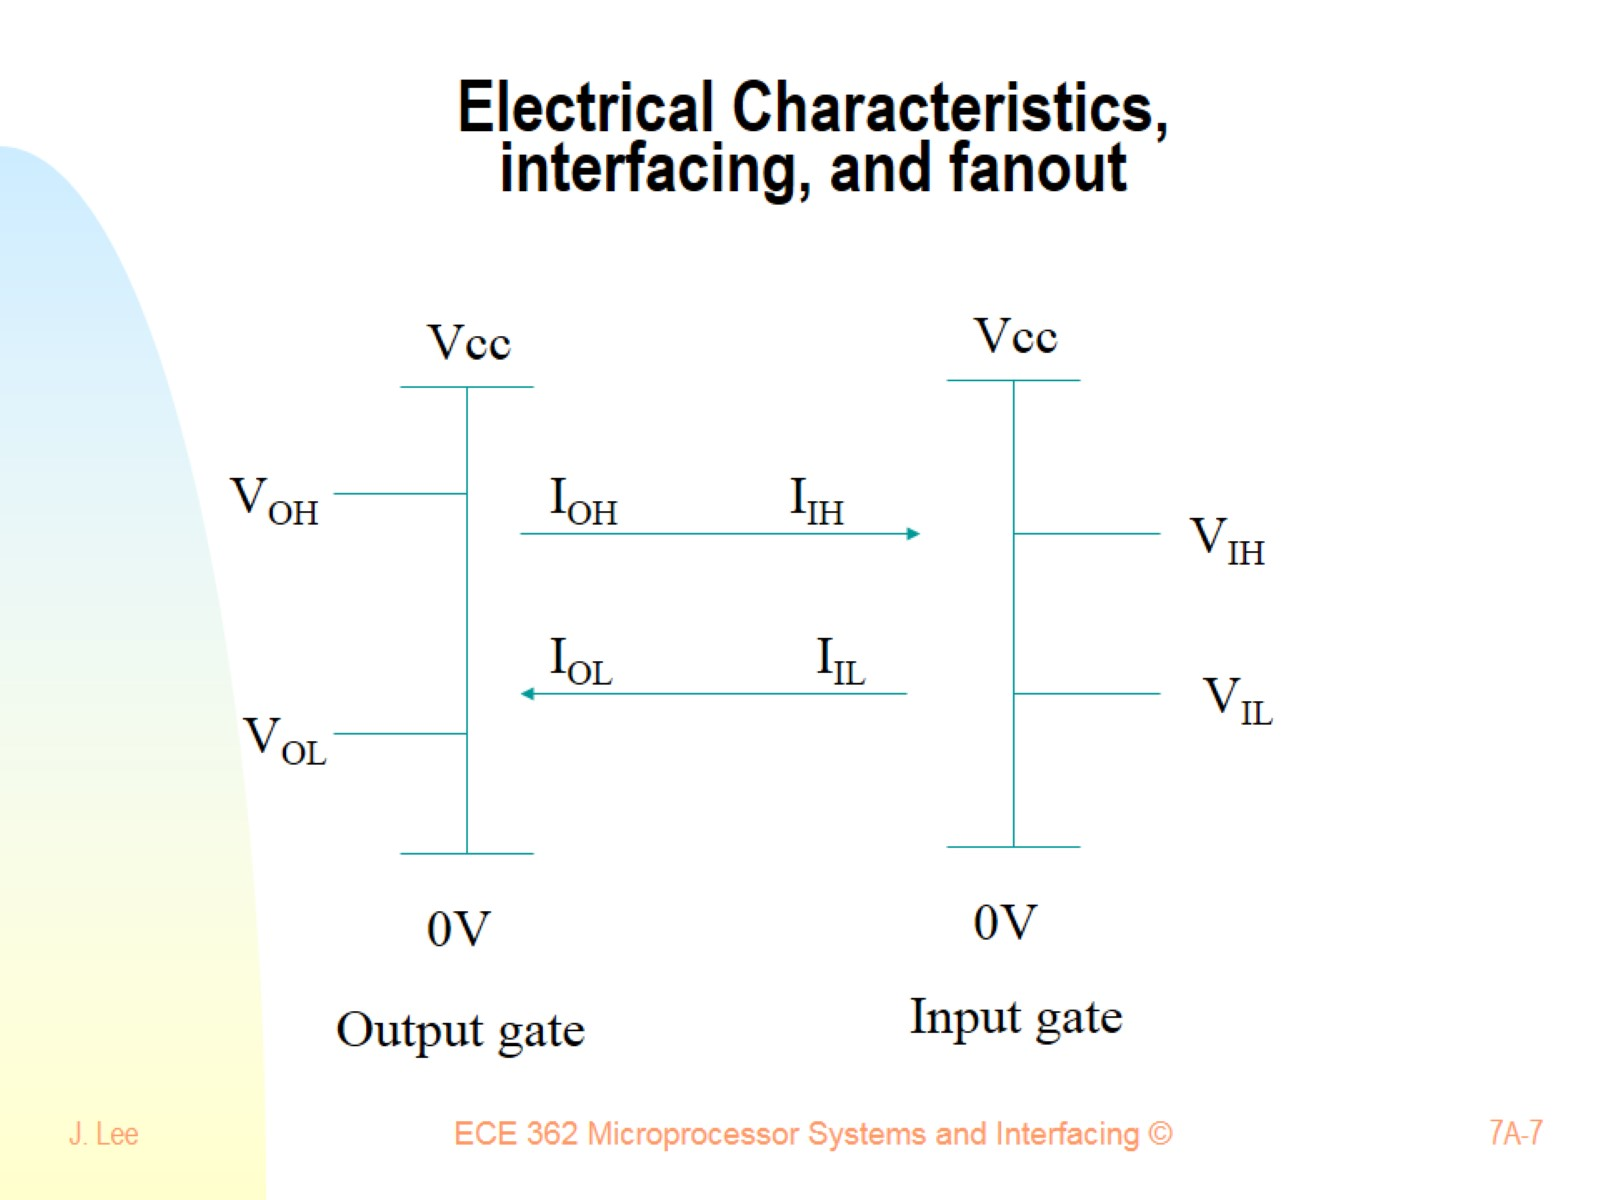 Electrical Characteristics,
interfacing, and fanout
Vcc
Vcc
VOH
IOH
IIH
VIH
IOL
IIL
VIL
VOL
0V
0V
Output gate
Input gate
J. Lee
ECE 362 Microprocessor Systems and Interfacing ©
7A-7